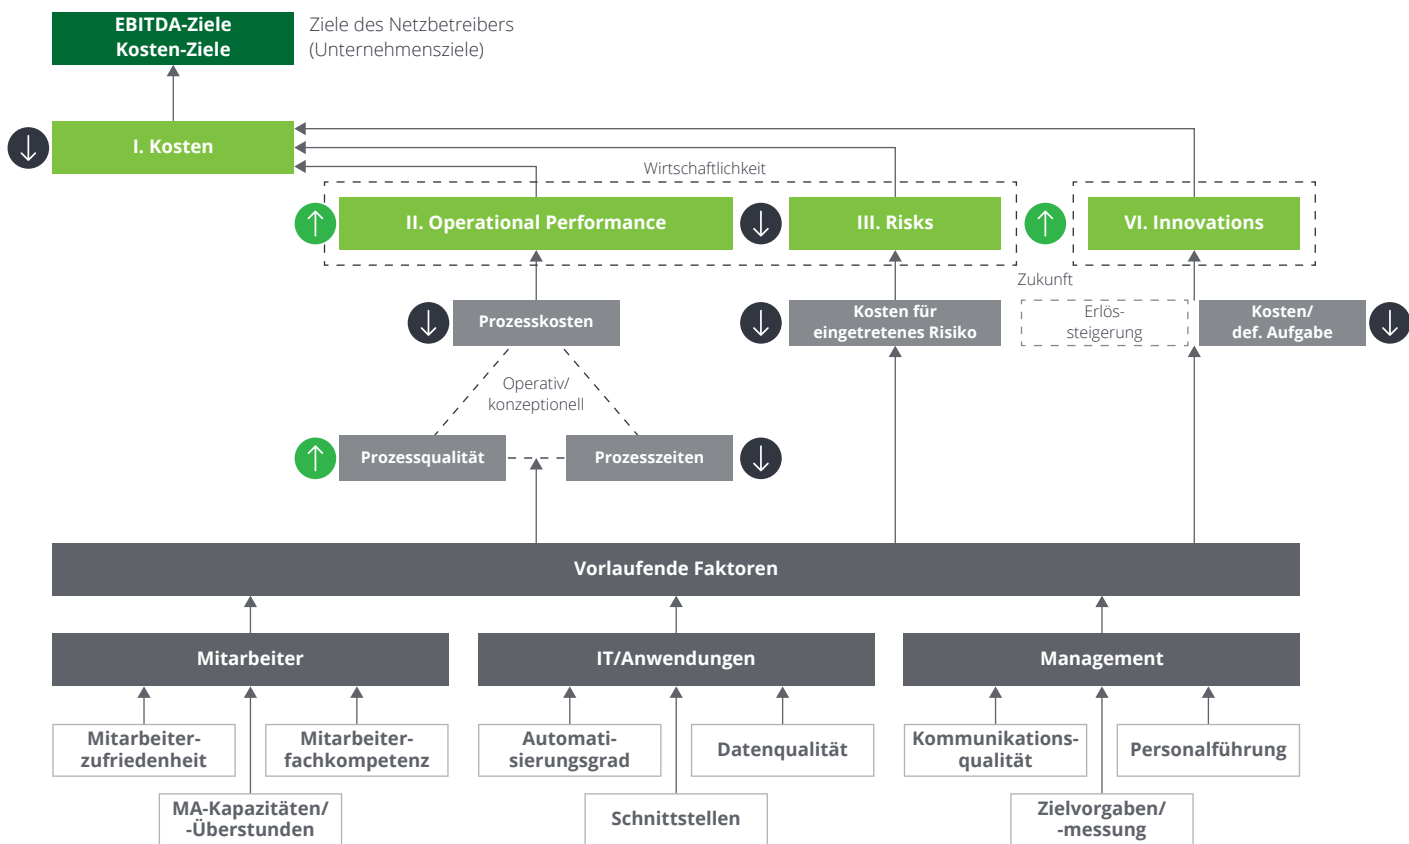 EBITDA-Ziele
Kosten-Ziele
Ziele des Netzbetreibers
(Unternehmensziele)
I. Kosten
Wirtschaftlichkeit
II. Operational Performance
III. Risks
VI. Innovations
Zukunft
Prozesskosten
Kosten für
eingetretenes Risiko
Erlös-
steigerung
Kosten/
def. Aufgabe
Operativ/
konzeptionell
Prozessqualität
Prozesszeiten
Vorlaufende Faktoren
Mitarbeiter
IT/Anwendungen
Management
Mitarbeiter-
zufriedenheit
Mitarbeiter-
fachkompetenz
Automati-
sierungsgrad
Datenqualität
Kommunikations-
qualität
Personalführung
MA-Kapazitäten/
-Überstunden
Schnittstellen
Zielvorgaben/
-messung